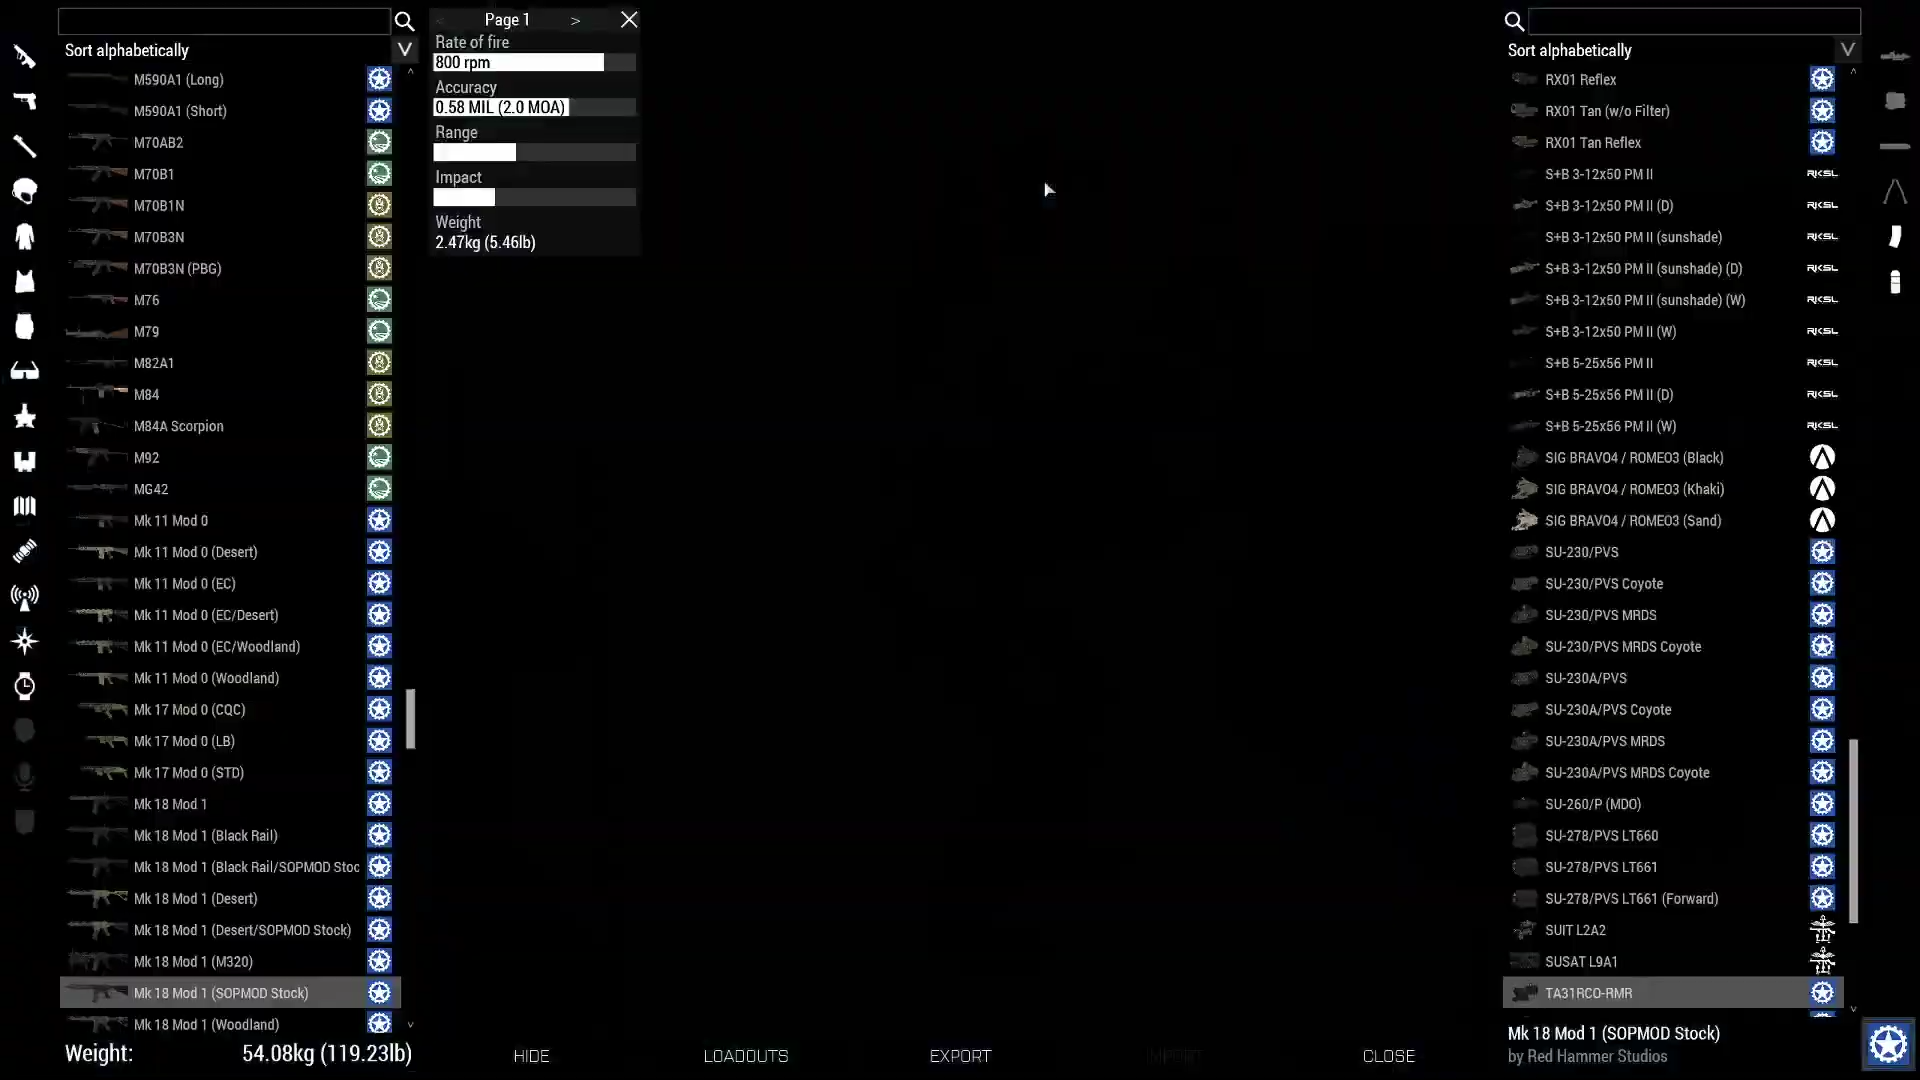 Sort alphabetically
V
M590A1 (Long)
M590A1 (Short)
M70AB2
M70B1
M70B1N
M70B3N
M70B3N (PBG)
M76
M79
M82A1
M84
M84A Scorpion
M92
MG42
Mk 11 Mod 0
Mk 11 Mod 0 (Desert)
Mk 11 Mod 0 (EC)
Mk 11 Mod 0 (EC/Desert)
Mk 11 Mod 0 (EC/Woodland)
Mk 11 Mod 0 (Woodland)
Mk 17 Mod 0 (CQC)
Mk 17 Mod 0 (LB)
Mk 17 Mod 0 (STD)
Mk 18 Mod 1
Mk 18 Mod 1 (Black Rail)
Mk 18 Mod 1 (Black Rail/SOPMOD Stoc
Mk 18 Mod 1 (Desert)
Mk 18 Mod 1 (Desert/SOPMOD Stock)
Mk 18 Mod 1 (M320)
Mk 18 Mod 1 (SOPMOD Stock)
Mk 18 Mod 1 (Woodland)
Weight: 54.08kg (119.23lb)
< Page 1 >
Rate of fire
800 rpm
Accuracy
0.58 MIL (2.0 MOA)
Range
Impact
Weight
2.47kg (5.46lb)
HIDE
LOADOUTS
EXPORT
IMPORT
CLOSE
Sort alphabetically
V
RX01 Reflex
RX01 Tan (w/o Filter)
RX01 Tan Reflex
S+B 3-12x50 PM II RKSL
S+B 3-12x50 PM II (D) RKSL
S+B 3-12x50 PM II (sunshade) RKSL
S+B 3-12x50 PM II (sunshade) (D) RKSL
S+B 3-12x50 PM II (sunshade) (W) RKSL
S+B 3-12x50 PM II (W) RKSL
S+B 5-25x56 PM II RKSL
S+B 5-25x56 PM II (D) RKSL
S+B 5-25x56 PM II (W) RKSL
SIG BRAVO4 / ROMEO3 (Black)
SIG BRAVO4 / ROMEO3 (Khaki)
SIG BRAVO4 / ROMEO3 (Sand)
SU-230/PVS
SU-230/PVS Coyote
SU-230/PVS MRDS
SU-230/PVS MRDS Coyote
SU-230A/PVS
SU-230A/PVS Coyote
SU-230A/PVS MRDS
SU-230A/PVS MRDS Coyote
SU-260/P (MDO)
SU-278/PVS LT660
SU-278/PVS LT661
SU-278/PVS LT661 (Forward)
SUIT L2A2
SUSAT L9A1
TA31RCO-RMR
Mk 18 Mod 1 (SOPMOD Stock)
by Red Hammer Studios